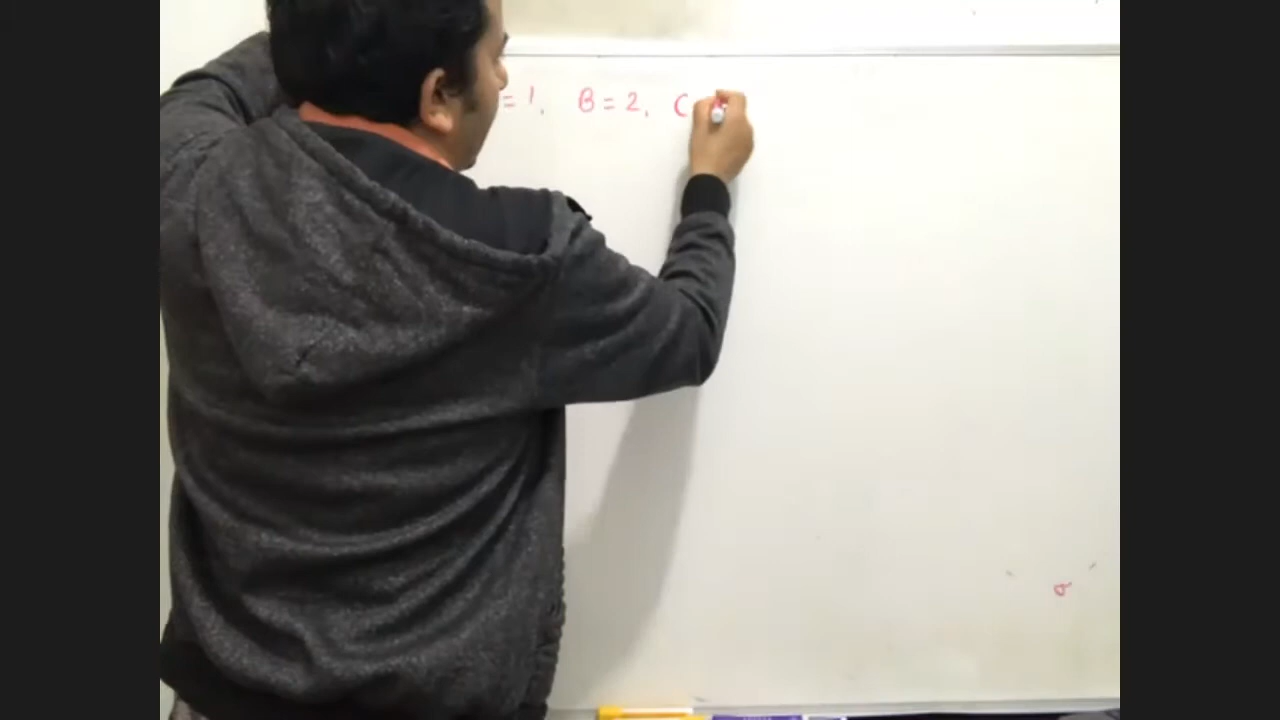 = 1, B = 2, C
σ